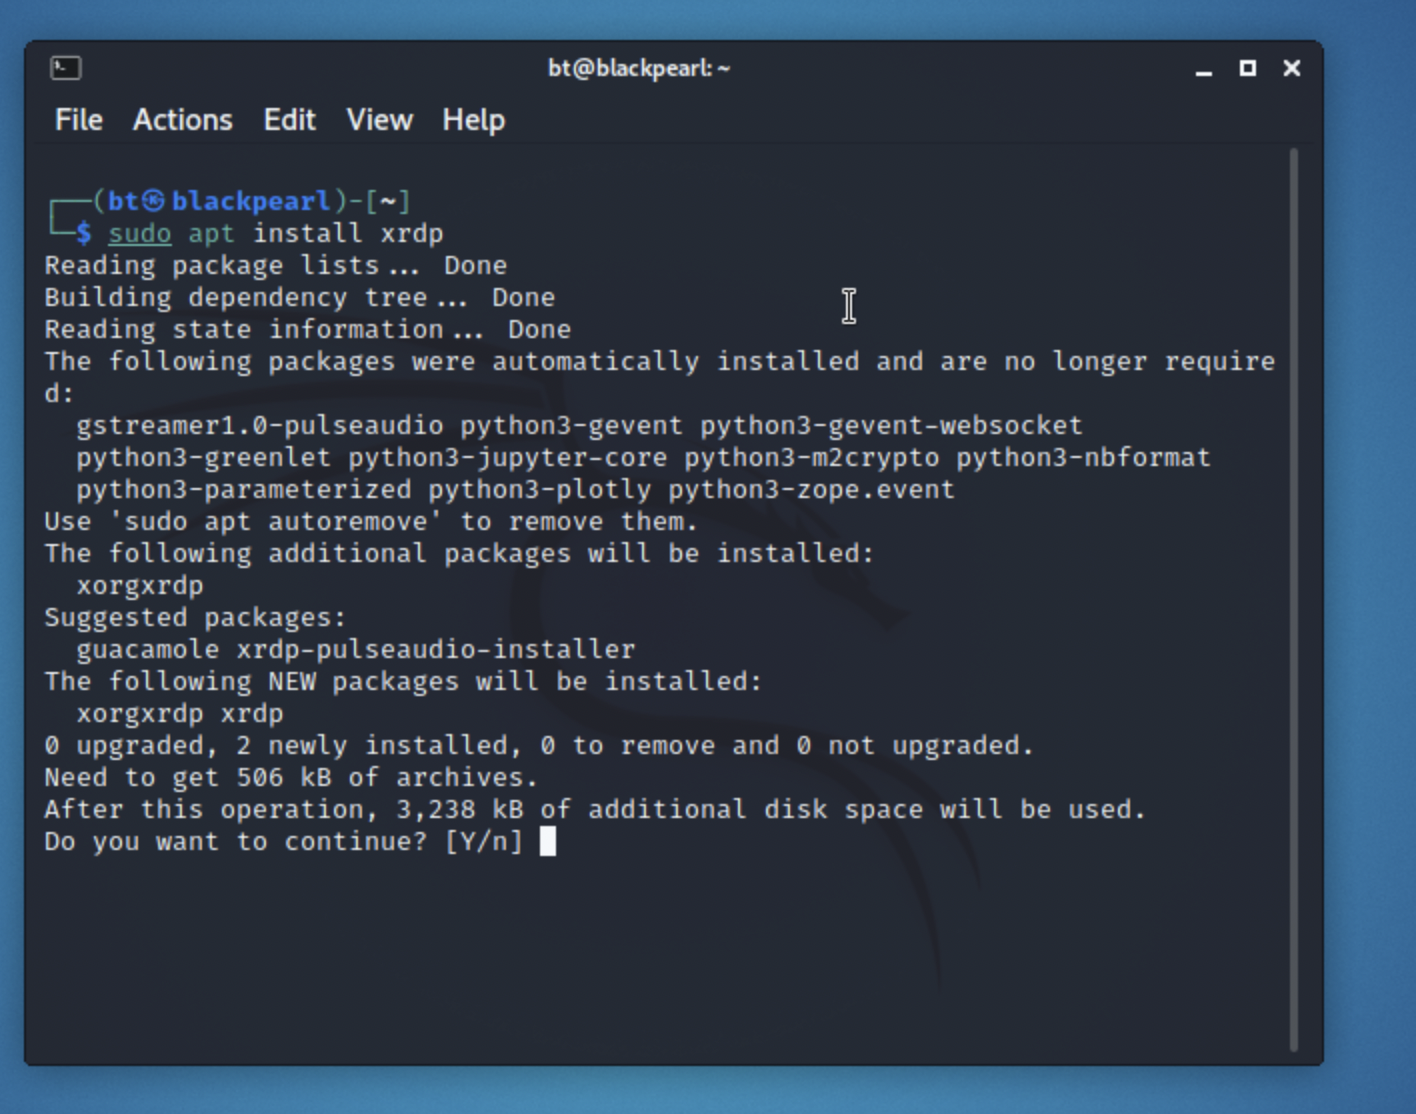 bt@blackpearl: ~
File Actions Edit View Help
┌──(bt㉿blackpearl)-[~]
└─$ sudo apt install xrdp
Reading package lists... Done
Building dependency tree... Done
Reading state information... Done
The following packages were automatically installed and are no longer require
d:
  gstreamer1.0-pulseaudio python3-gevent python3-gevent-websocket
  python3-greenlet python3-jupyter-core python3-m2crypto python3-nbformat
  python3-parameterized python3-plotly python3-zope.event
Use 'sudo apt autoremove' to remove them.
The following additional packages will be installed:
  xorgxrdp
Suggested packages:
  guacamole xrdp-pulseaudio-installer
The following NEW packages will be installed:
  xorgxrdp xrdp
0 upgraded, 2 newly installed, 0 to remove and 0 not upgraded.
Need to get 506 kB of archives.
After this operation, 3,238 kB of additional disk space will be used.
Do you want to continue? [Y/n]